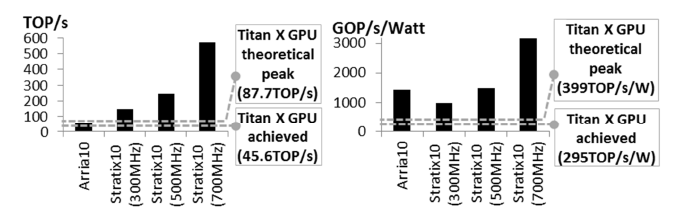 TOP/s
600
500
400
300
200
100
0
Arria10
Stratix10
(300MHz)
Stratix10
(500MHz)
Stratix10
(700MHz)
Titan X GPU
theoretical
peak
(87.7TOP/s)
Titan X GPU
achieved
(45.6TOP/s)
GOP/s/Watt
3000
2000
1000
0
Arria10
Stratix10
(300MHz)
Stratix10
(500MHz)
Stratix10
(700MHz)
Titan X GPU
theoretical
peak
(399TOP/s/W)
Titan X GPU
achieved
(295TOP/s/W)